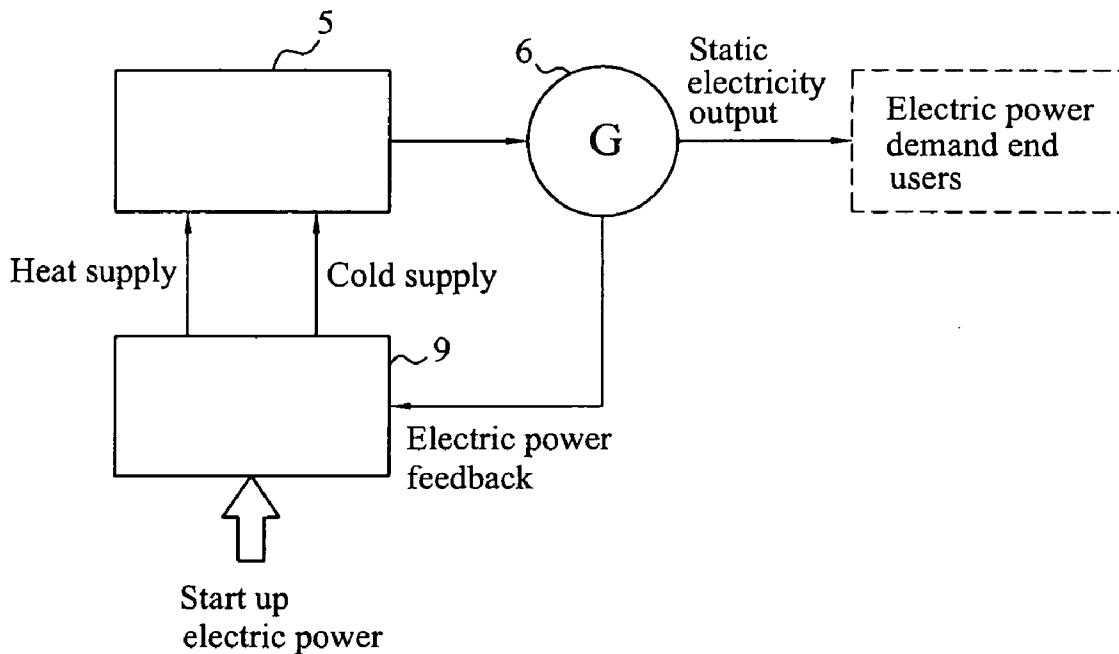 5
6
Static
electricity
output
G
Electric power
demand end
users
Heat supply
Cold supply
9
Electric power
feedback
Start up
electric power